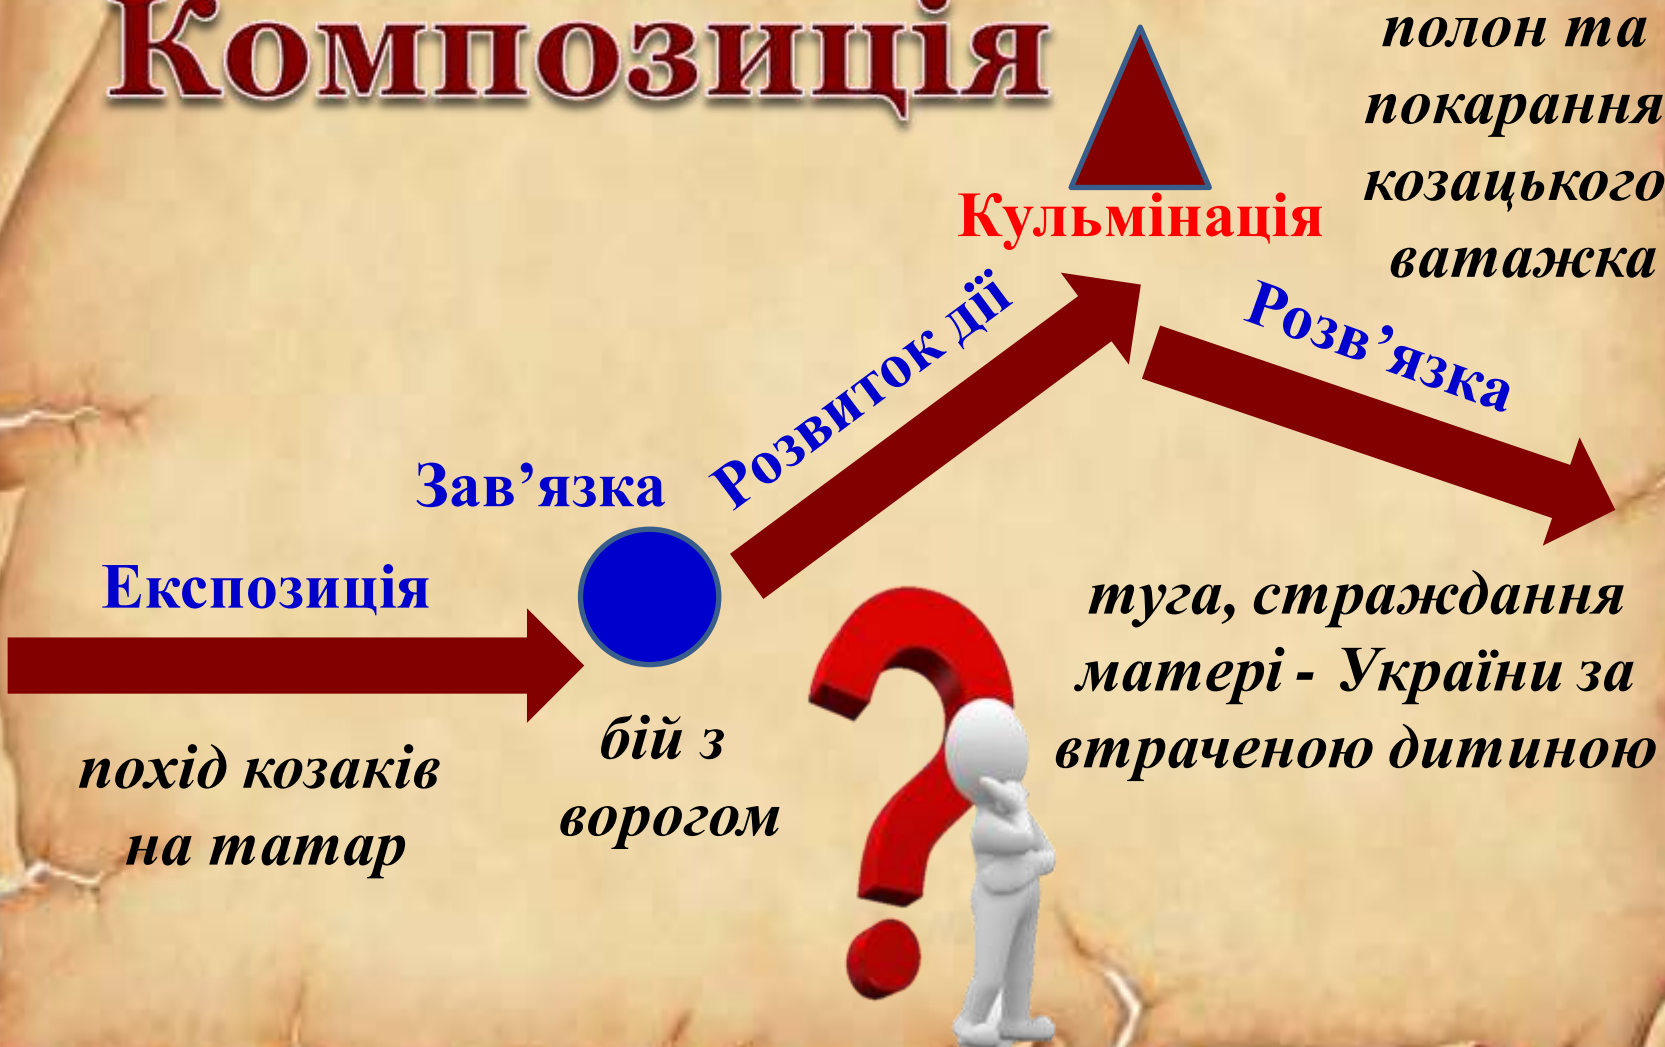 Композиція
полон та
покарання
козацького
ватажка
Кульмінація
Розв’язка
Розвиток дії
Зав’язка
Експозиція
похід козаків
на татар
бій з
ворогом
туга, страждання
матері - України за
втраченою дитиною